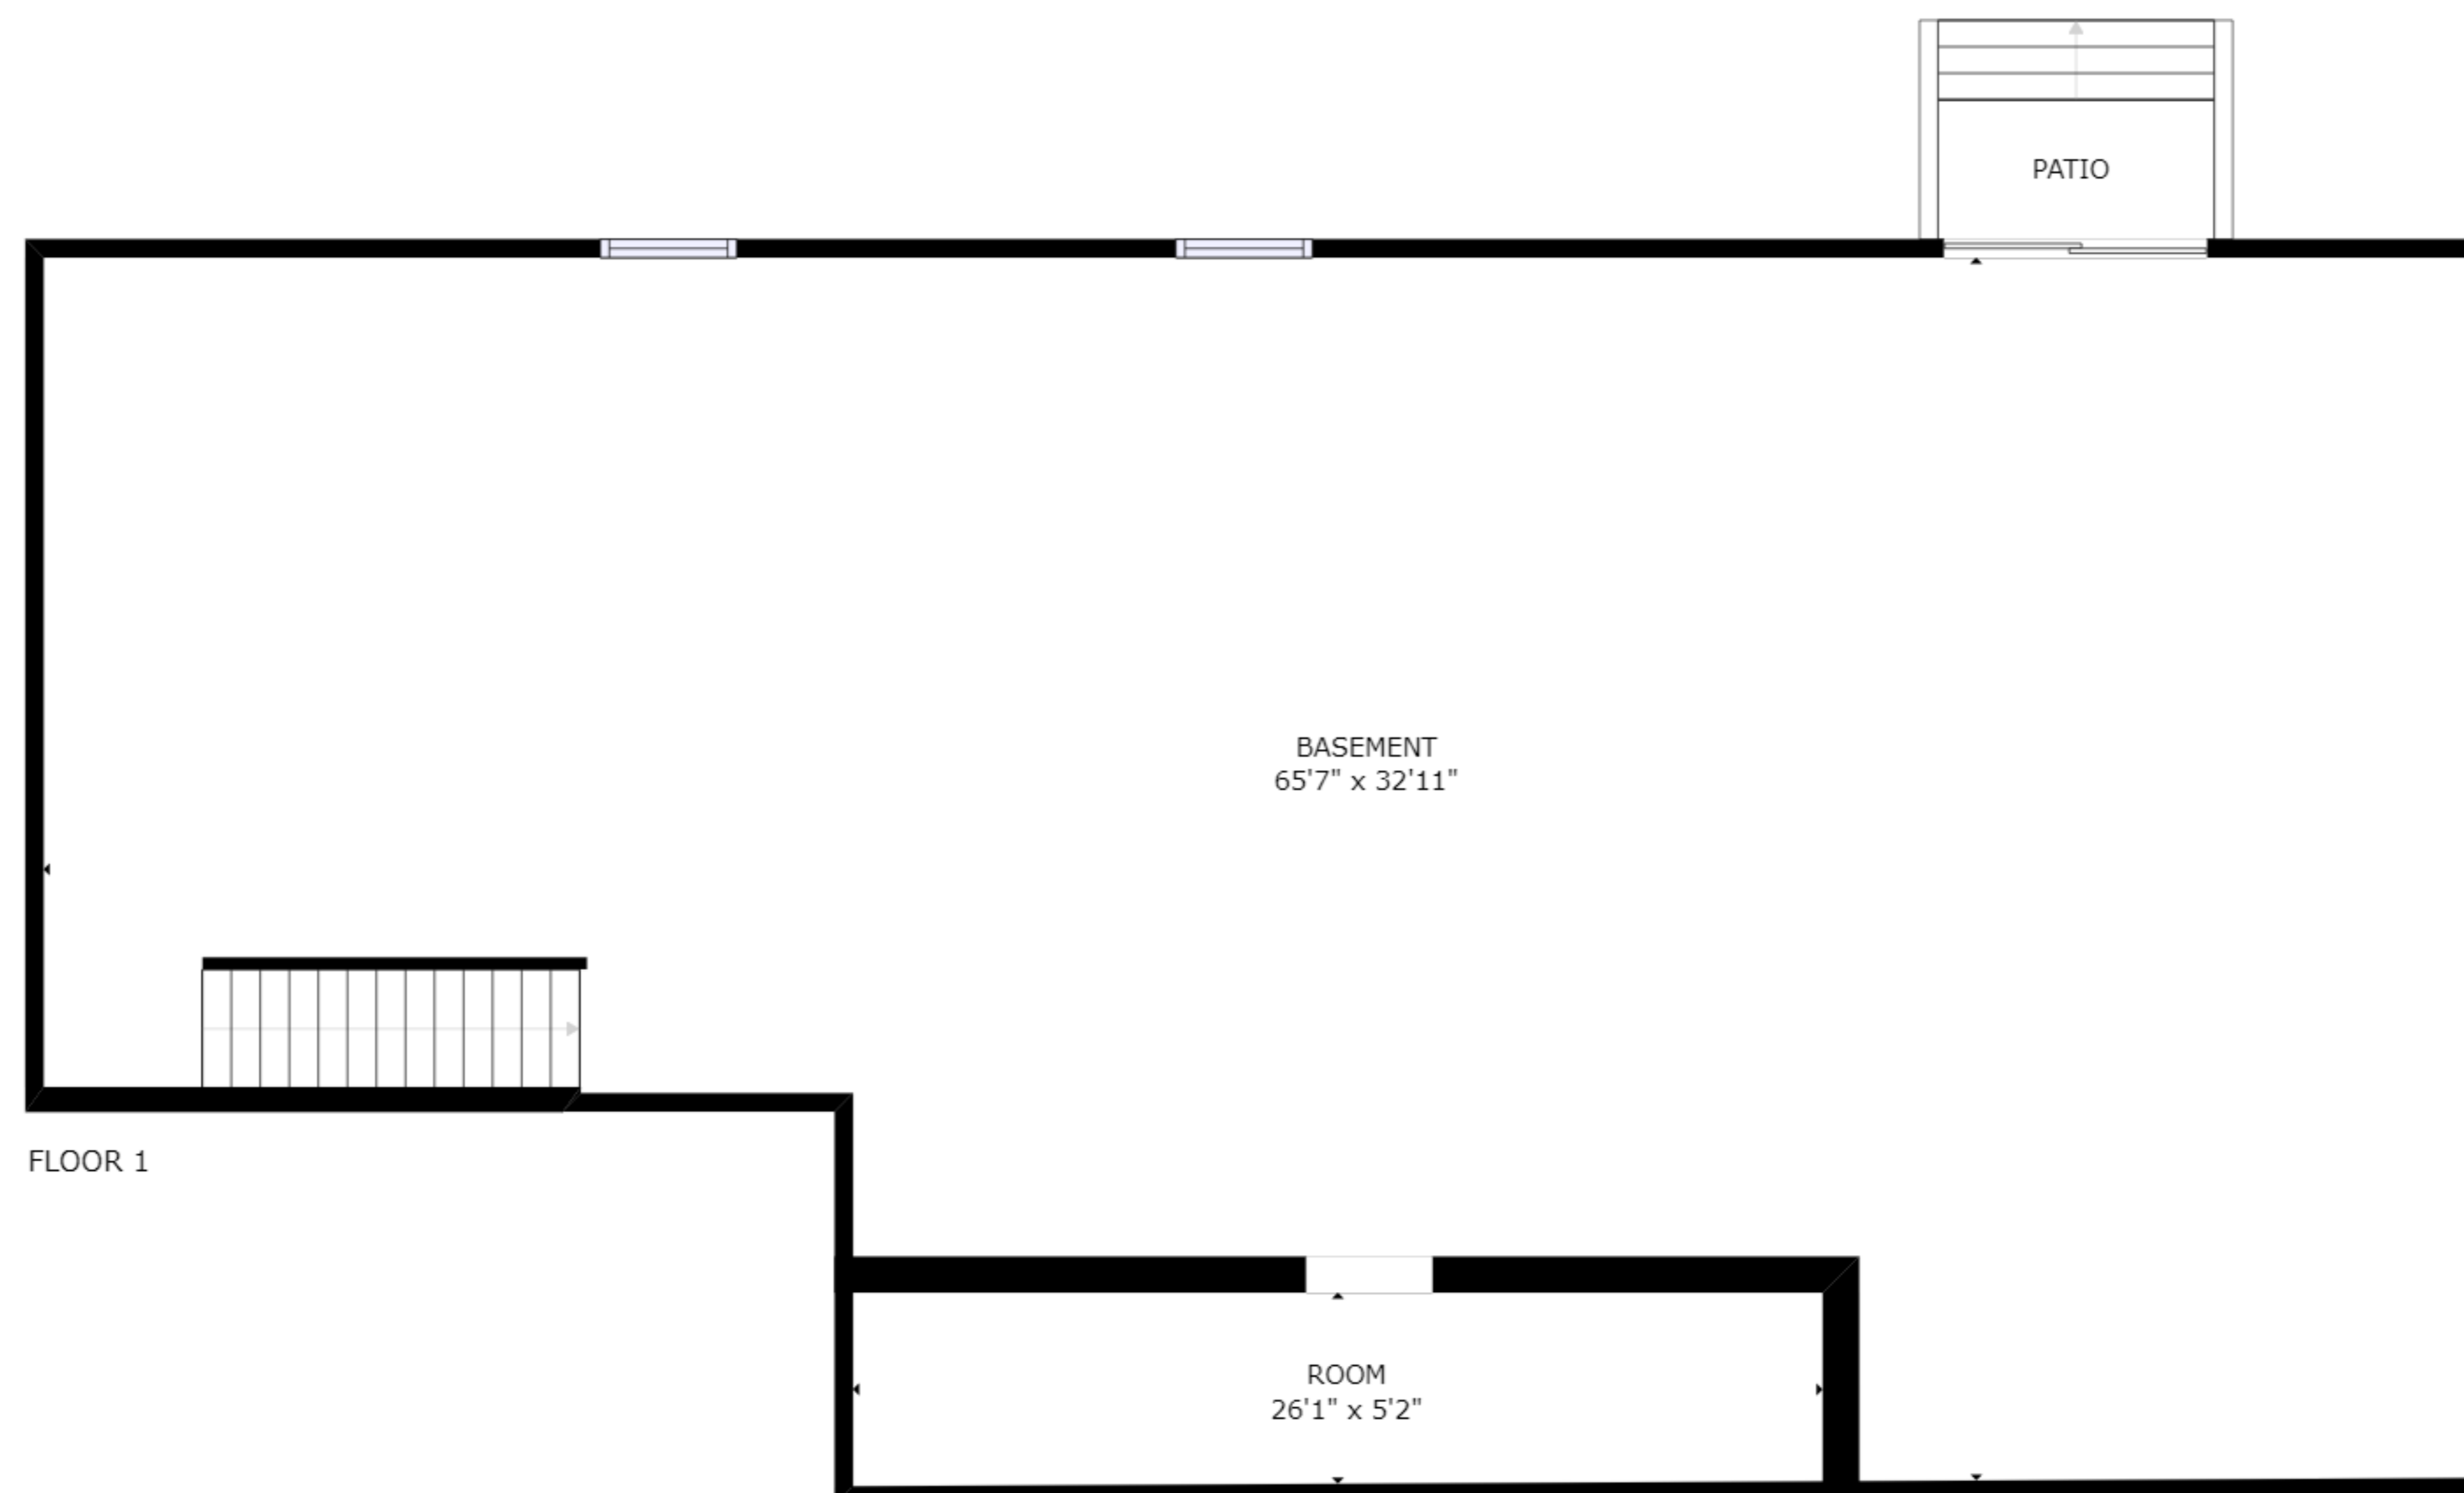 PATIO
BASEMENT
65'7" x 32'11"
FLOOR 1
ROOM
26'1" x 5'2"